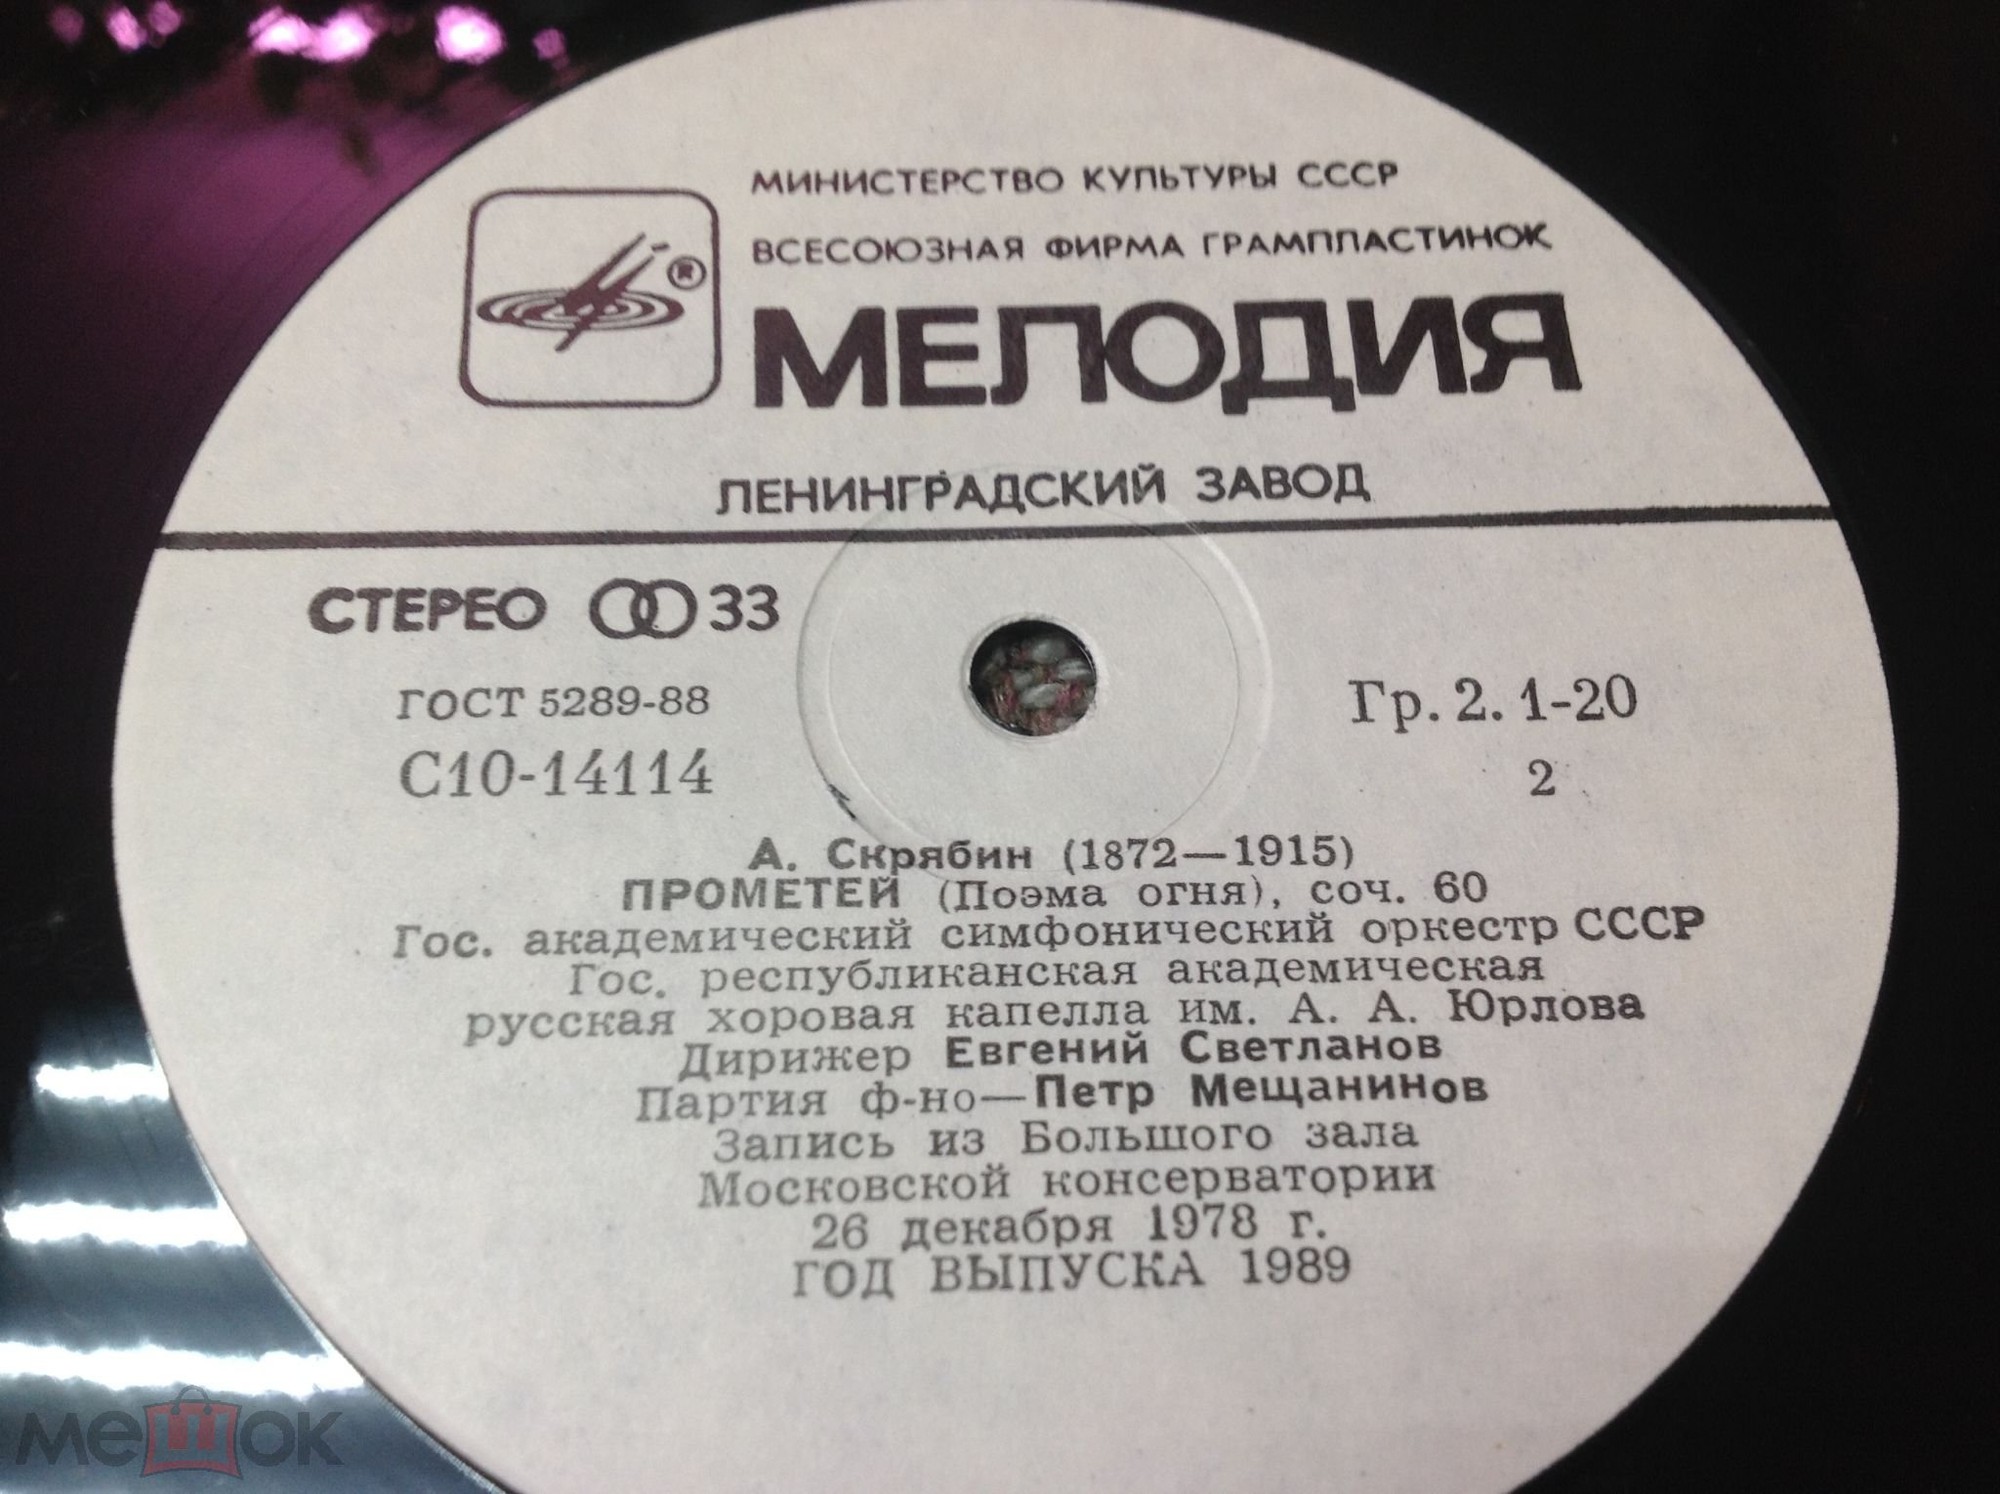 МИНИСТЕРСТВО КУЛЬТУРЫ СССР
ВСЕСОЮЗНАЯ ФИРМА ГРАМПЛАСТИНОК
®
МЕЛОДИЯ
ЛЕНИНГРАДСКИЙ ЗАВОД
СТЕРЕО 33
ГОСТ 5289-88
Гр. 2. 1-20
С10-14114
2
А. Скрябин (1872—1915)
ПРОМЕТЕЙ (Поэма огня), соч. 60
Гос. академический симфонический оркестр СССР
Гос. республиканская академическая
русская хоровая капелла им. А. А. Юрлова
Дирижер Евгений Светланов
Партия ф-но—Петр Мещанинов
Запись из Большого зала
Московской консерватории
26 декабря 1978 г.
ГОД ВЫПУСКА 1989
мешок